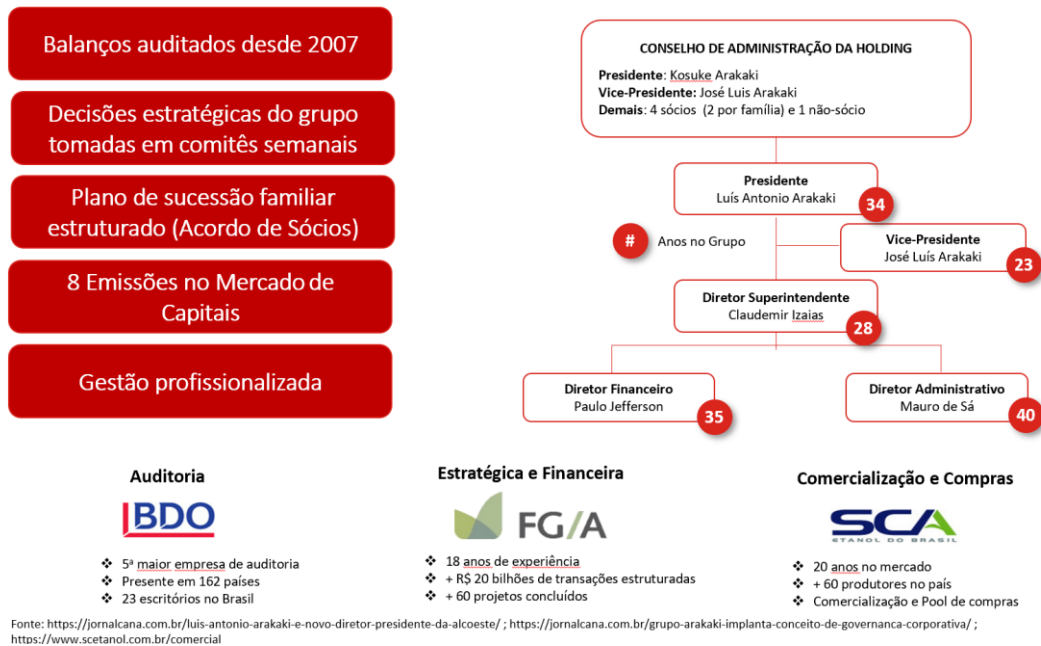 Balanços auditados desde 2007
Decisões estratégicas do grupo
tomadas em comitês semanais
Plano de sucessão familiar
estruturado (Acordo de Sócios)
8 Emissões no Mercado de
Capitais
Gestão profissionalizada
CONSELHO DE ADMINISTRAÇÃO DA HOLDING
Presidente: Kosuke Arakaki
Vice-Presidente: José Luis Arakaki
Demais: 4 sócios (2 por família) e 1 não-sócio
Presidente
Luís Antonio Arakaki
34
# Anos no Grupo
Vice-Presidente
José Luís Arakaki
23
Diretor Superintendente
Claudemir Izaias
28
Diretor Financeiro
Paulo Jefferson
35
Diretor Administrativo
Mauro de Sá
40
Auditoria
BDO
❖ 5ª maior empresa de auditoria
❖ Presente em 162 países
❖ 23 escritórios no Brasil
Estratégica e Financeira
FG/A
❖ 18 anos de experiência
❖ + R$ 20 bilhões de transações estruturadas
❖ + 60 projetos concluídos
Comercialização e Compras
SCA
ETANOL DO BRASIL
❖ 20 anos no mercado
❖ + 60 produtores no país
❖ Comercialização e Pool de compras
Fonte: https://jornalcana.com.br/luis-antonio-arakaki-e-novo-diretor-presidente-da-alcoeste/ ; https://jornalcana.com.br/grupo-arakaki-implanta-conceito-de-governanca-corporativa/ ;
https://www.scetanol.com.br/comercial